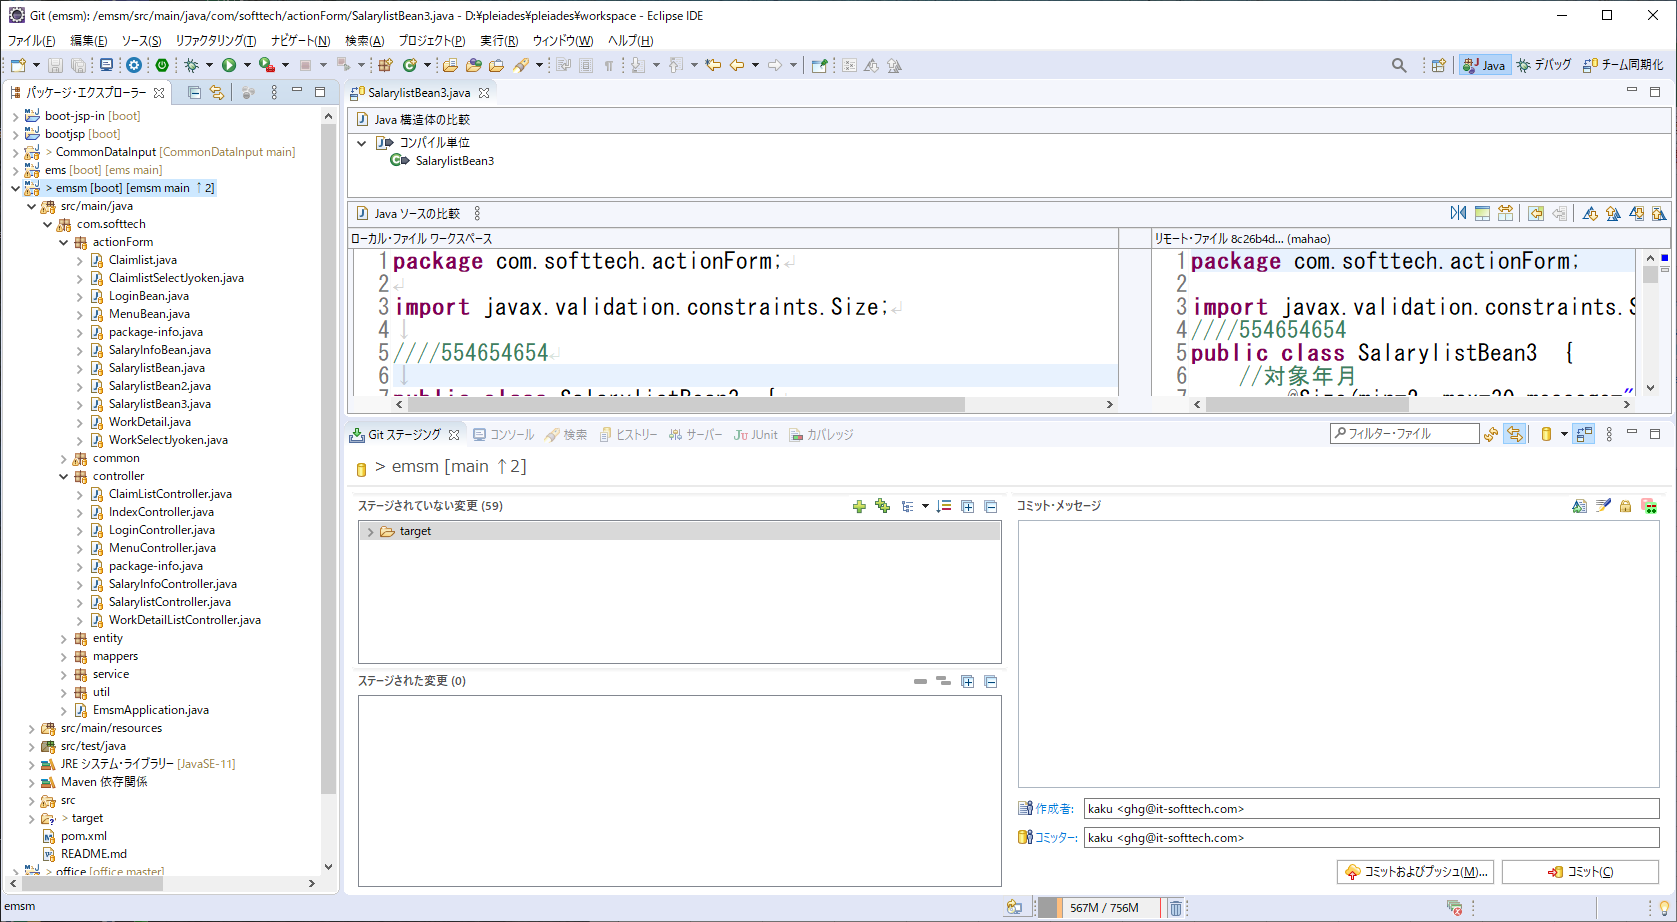 Git (emsm): /emsm/src/main/java/com/softtech/actionForm/SalarylistBean3.java - D:¥pleiades¥pleiades¥workspace - Eclipse IDE
ファイル(F) 編集(E) ソース(S) リファクタリング(T) ナビゲート(N) 検索(A) プロジェクト(P) 実行(R) ウィンドウ(W) ヘルプ(H)
Java デバッグ チーム同期化
パッケージ・エクスプローラー
boot-jsp-in [boot]
bootjsp [boot]
> CommonDataInput [CommonDataInput main]
ems [boot] [ems main]
> emsm [boot] [emsm main ↑2]
src/main/java
com.softtech
actionForm
Claimlist.java
ClaimlistSelectJyoken.java
LoginBean.java
MenuBean.java
package-info.java
SalaryInfoBean.java
SalarylistBean.java
SalarylistBean2.java
SalarylistBean3.java
WorkDetail.java
WorkSelectJyoken.java
common
controller
ClaimListController.java
IndexController.java
LoginController.java
MenuController.java
package-info.java
SalaryInfoController.java
SalarylistController.java
WorkDetailListController.java
entity
mappers
service
util
EmsmApplication.java
src/main/resources
src/test/java
JRE システム・ライブラリー [JavaSE-11]
Maven 依存関係
src
> target
pom.xml
README.md
> office [office master]
SalarylistBean3.java
Java 構造体の比較
コンパイル単位
SalarylistBean3
Java ソースの比較
ローカル・ファイル ワークスペース
1 package com.softtech.actionForm;↵
2 ↵
3 import javax.validation.constraints.Size;↵
4 ↓
5 ////554654654↵
6 ↓
7 public class SalarylistBean3 {
リモート・ファイル 8c26b4d... (mahao)
1 package com.softtech.actionForm;
2
3 import javax.validation.constraints.S
4 ////554654654
5 public class SalarylistBean3 {
6 //対象年月
7 @Size(min=2, max=30,message="
Git ステージング コンソール 検索 ヒストリー サーバー JUnit カバレッジ
フィルター・ファイル
> emsm [main ↑2]
ステージされていない変更 (59)
target
ステージされた変更 (0)
コミット・メッセージ
作成者: kaku <ghg@it-softtech.com>
コミッター: kaku <ghg@it-softtech.com>
コミットおよびプッシュ(M)... コミット(C)
emsm
567M / 756M